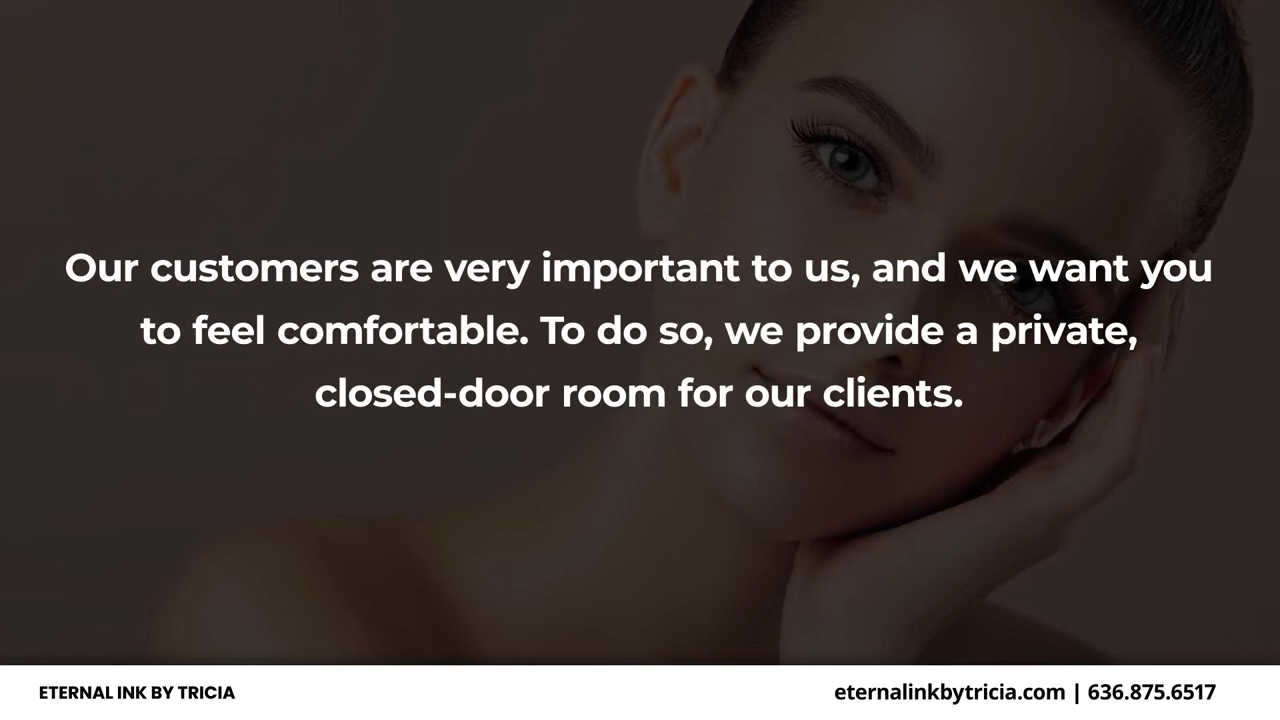 Our customers are very important to us, and we want you
to feel comfortable. To do so, we provide a private,
closed-door room for our clients.
ETERNAL INK BY TRICIA
eternalinkbytricia.com | 636.875.6517